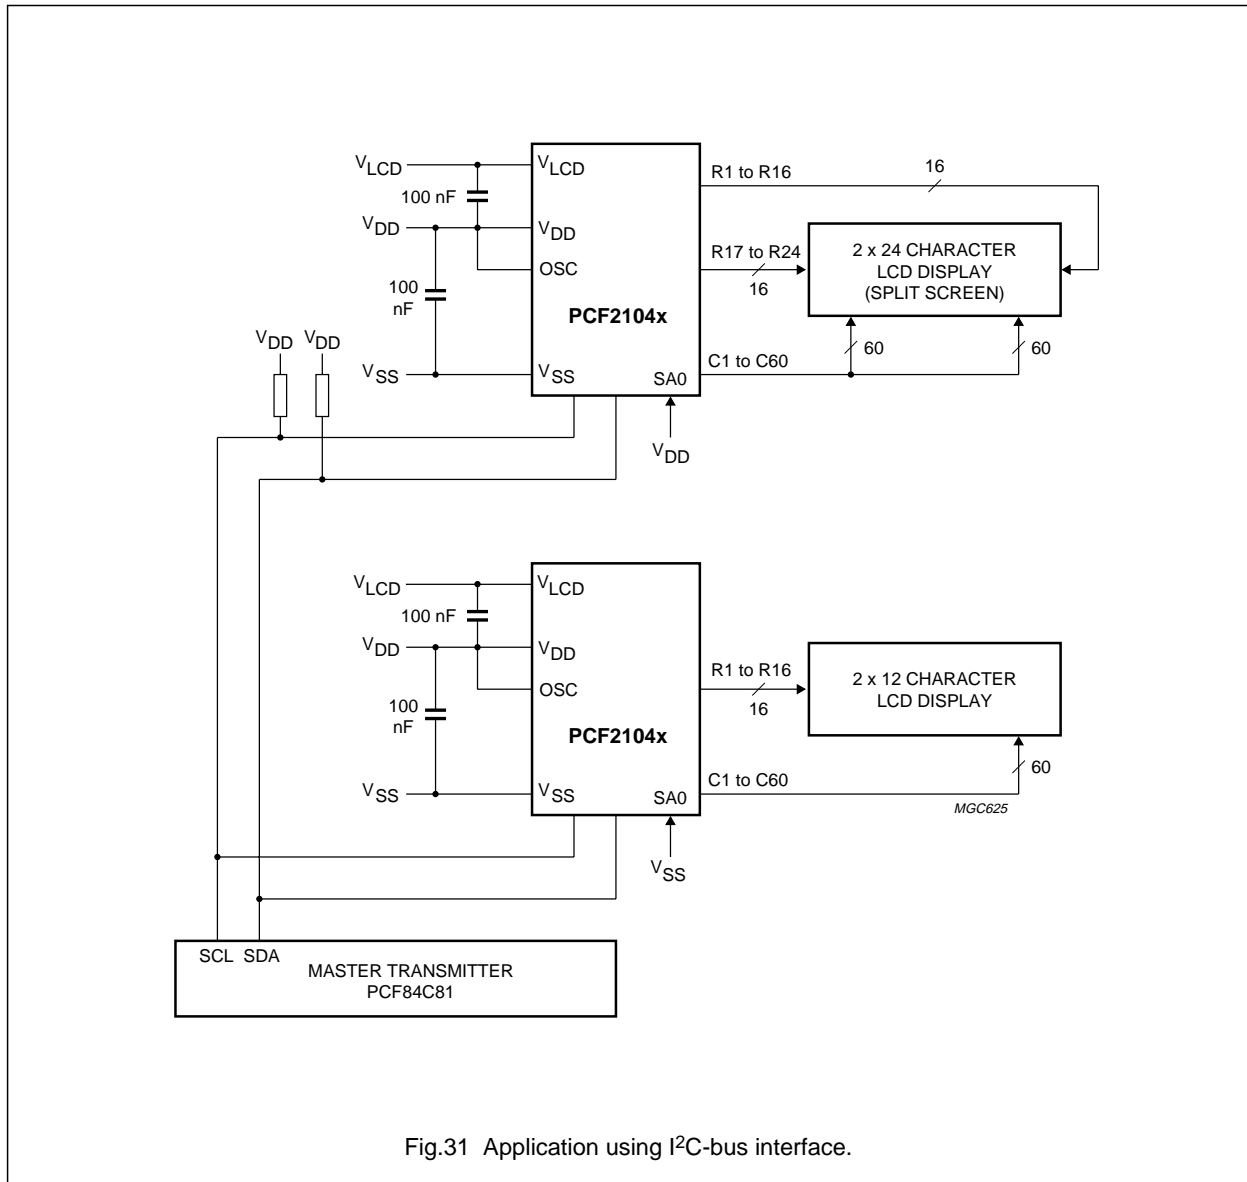 VLCD
VLCD
R1 to R16
16
100 nF
VDD
VDD
R17 to R24
2 x 24 CHARACTER
LCD DISPLAY
(SPLIT SCREEN)
OSC
16
100
nF
PCF2104x
VDD
VDD
60
60
C1 to C60
VSS
VSS
SA0
VDD
VLCD
VLCD
100 nF
VDD
VDD
R1 to R16
2 x 12 CHARACTER
LCD DISPLAY
OSC
16
100
nF
PCF2104x
60
C1 to C60
VSS
VSS
SA0
MGC625
VSS
SCL SDA
MASTER TRANSMITTER
PCF84C81
Fig.31 Application using I²C-bus interface.